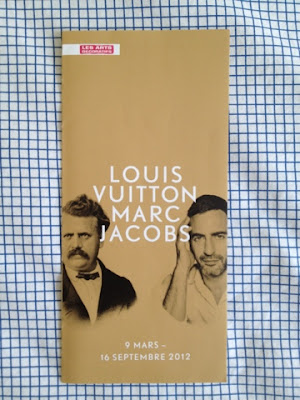 LES ARTS
DÉCORATIFS
LOUIS
VUITTON
MARC
JACOBS
9 MARS –
16 SEPTEMBRE 2012